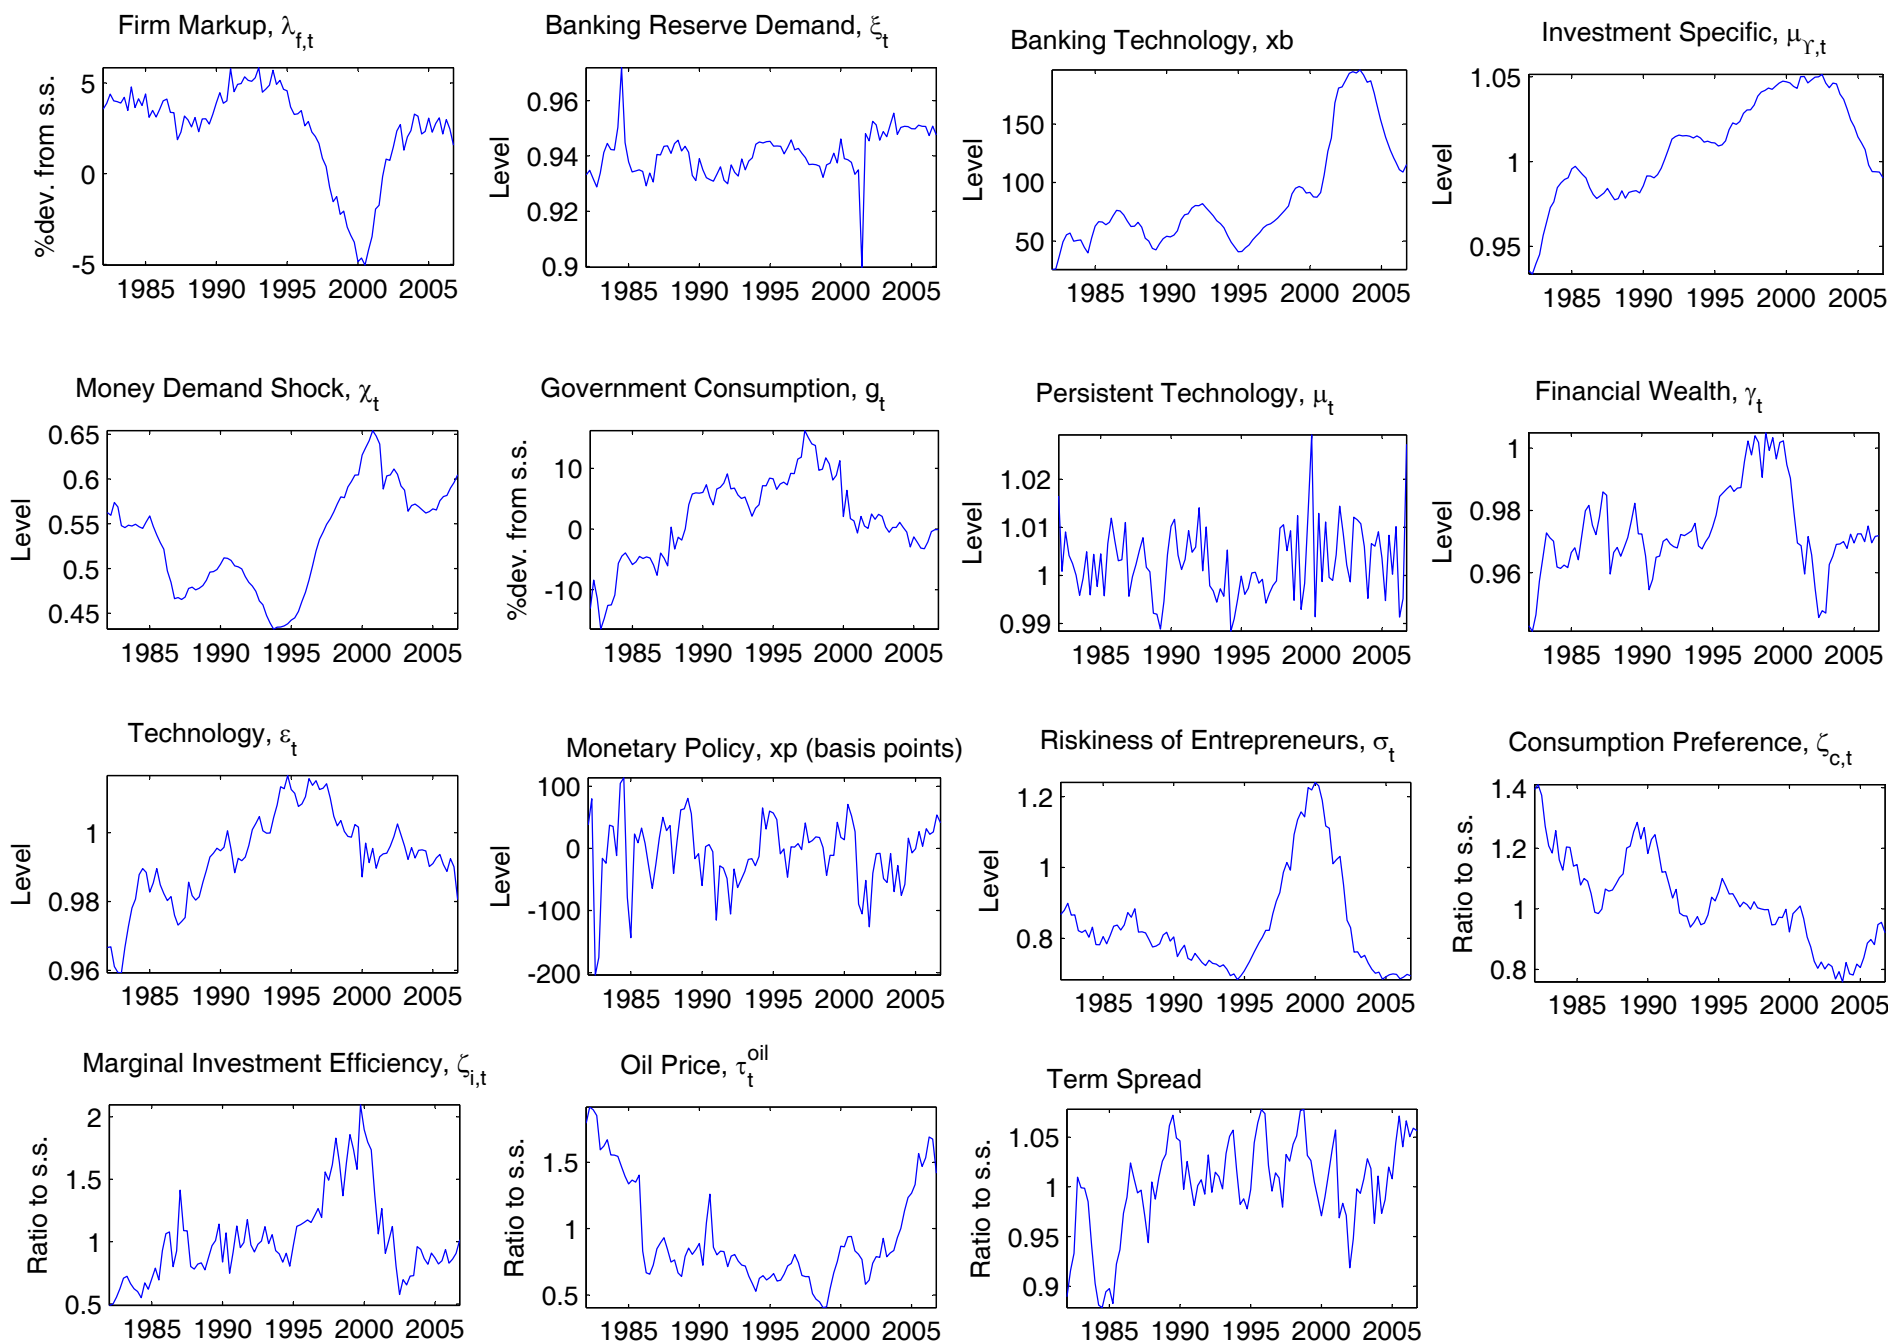 Firm Markup, λf,t
%dev. from s.s.
5
0
-5
1985 1990 1995 2000 2005
Banking Reserve Demand, ξt
Level
0.96
0.94
0.92
0.9
1985 1990 1995 2000 2005
Banking Technology, xb
Level
150
100
50
1985 1990 1995 2000 2005
Investment Specific, μϒ,t
Level
1.05
1
0.95
1985 1990 1995 2000 2005
Money Demand Shock, χt
Level
0.65
0.6
0.55
0.5
0.45
1985 1990 1995 2000 2005
Government Consumption, gt
%dev. from s.s.
10
0
-10
1985 1990 1995 2000 2005
Persistent Technology, μt
Level
1.02
1.01
1
0.99
1985 1990 1995 2000 2005
Financial Wealth, γt
Level
1
0.98
0.96
1985 1990 1995 2000 2005
Technology, εt
Level
1
0.98
0.96
1985 1990 1995 2000 2005
Monetary Policy, xp (basis points)
Level
100
0
-100
-200
1985 1990 1995 2000 2005
Riskiness of Entrepreneurs, σt
Level
1.2
1
0.8
1985 1990 1995 2000 2005
Consumption Preference, ζc,t
Ratio to s.s.
1.4
1.2
1
0.8
1985 1990 1995 2000 2005
Marginal Investment Efficiency, ζi,t
Ratio to s.s.
2
1.5
1
0.5
1985 1990 1995 2000 2005
Oil Price, τt^oil
Ratio to s.s.
1.5
1
0.5
1985 1990 1995 2000 2005
Term Spread
Ratio to s.s.
1.05
1
0.95
0.9
1985 1990 1995 2000 2005